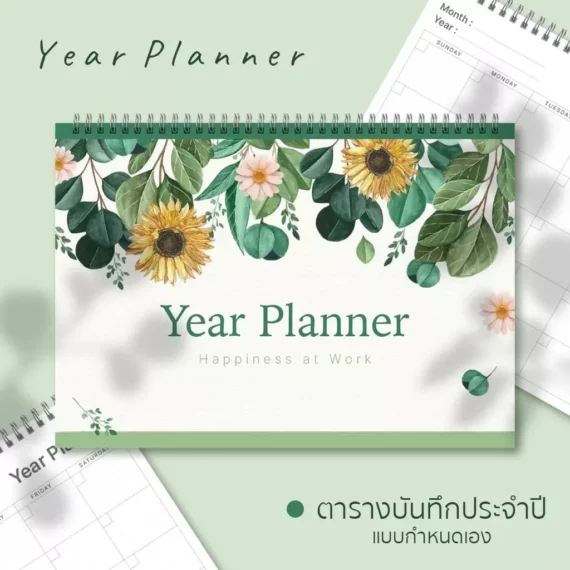 Year Planner
Month :
Year :
SUNDAY
MONDAY
TUESDAY
Year Planner
Happiness at Work
SATURDAY
FRIDAY
● ตารางบันทึกประจำปี
แบบกำหนดเอง